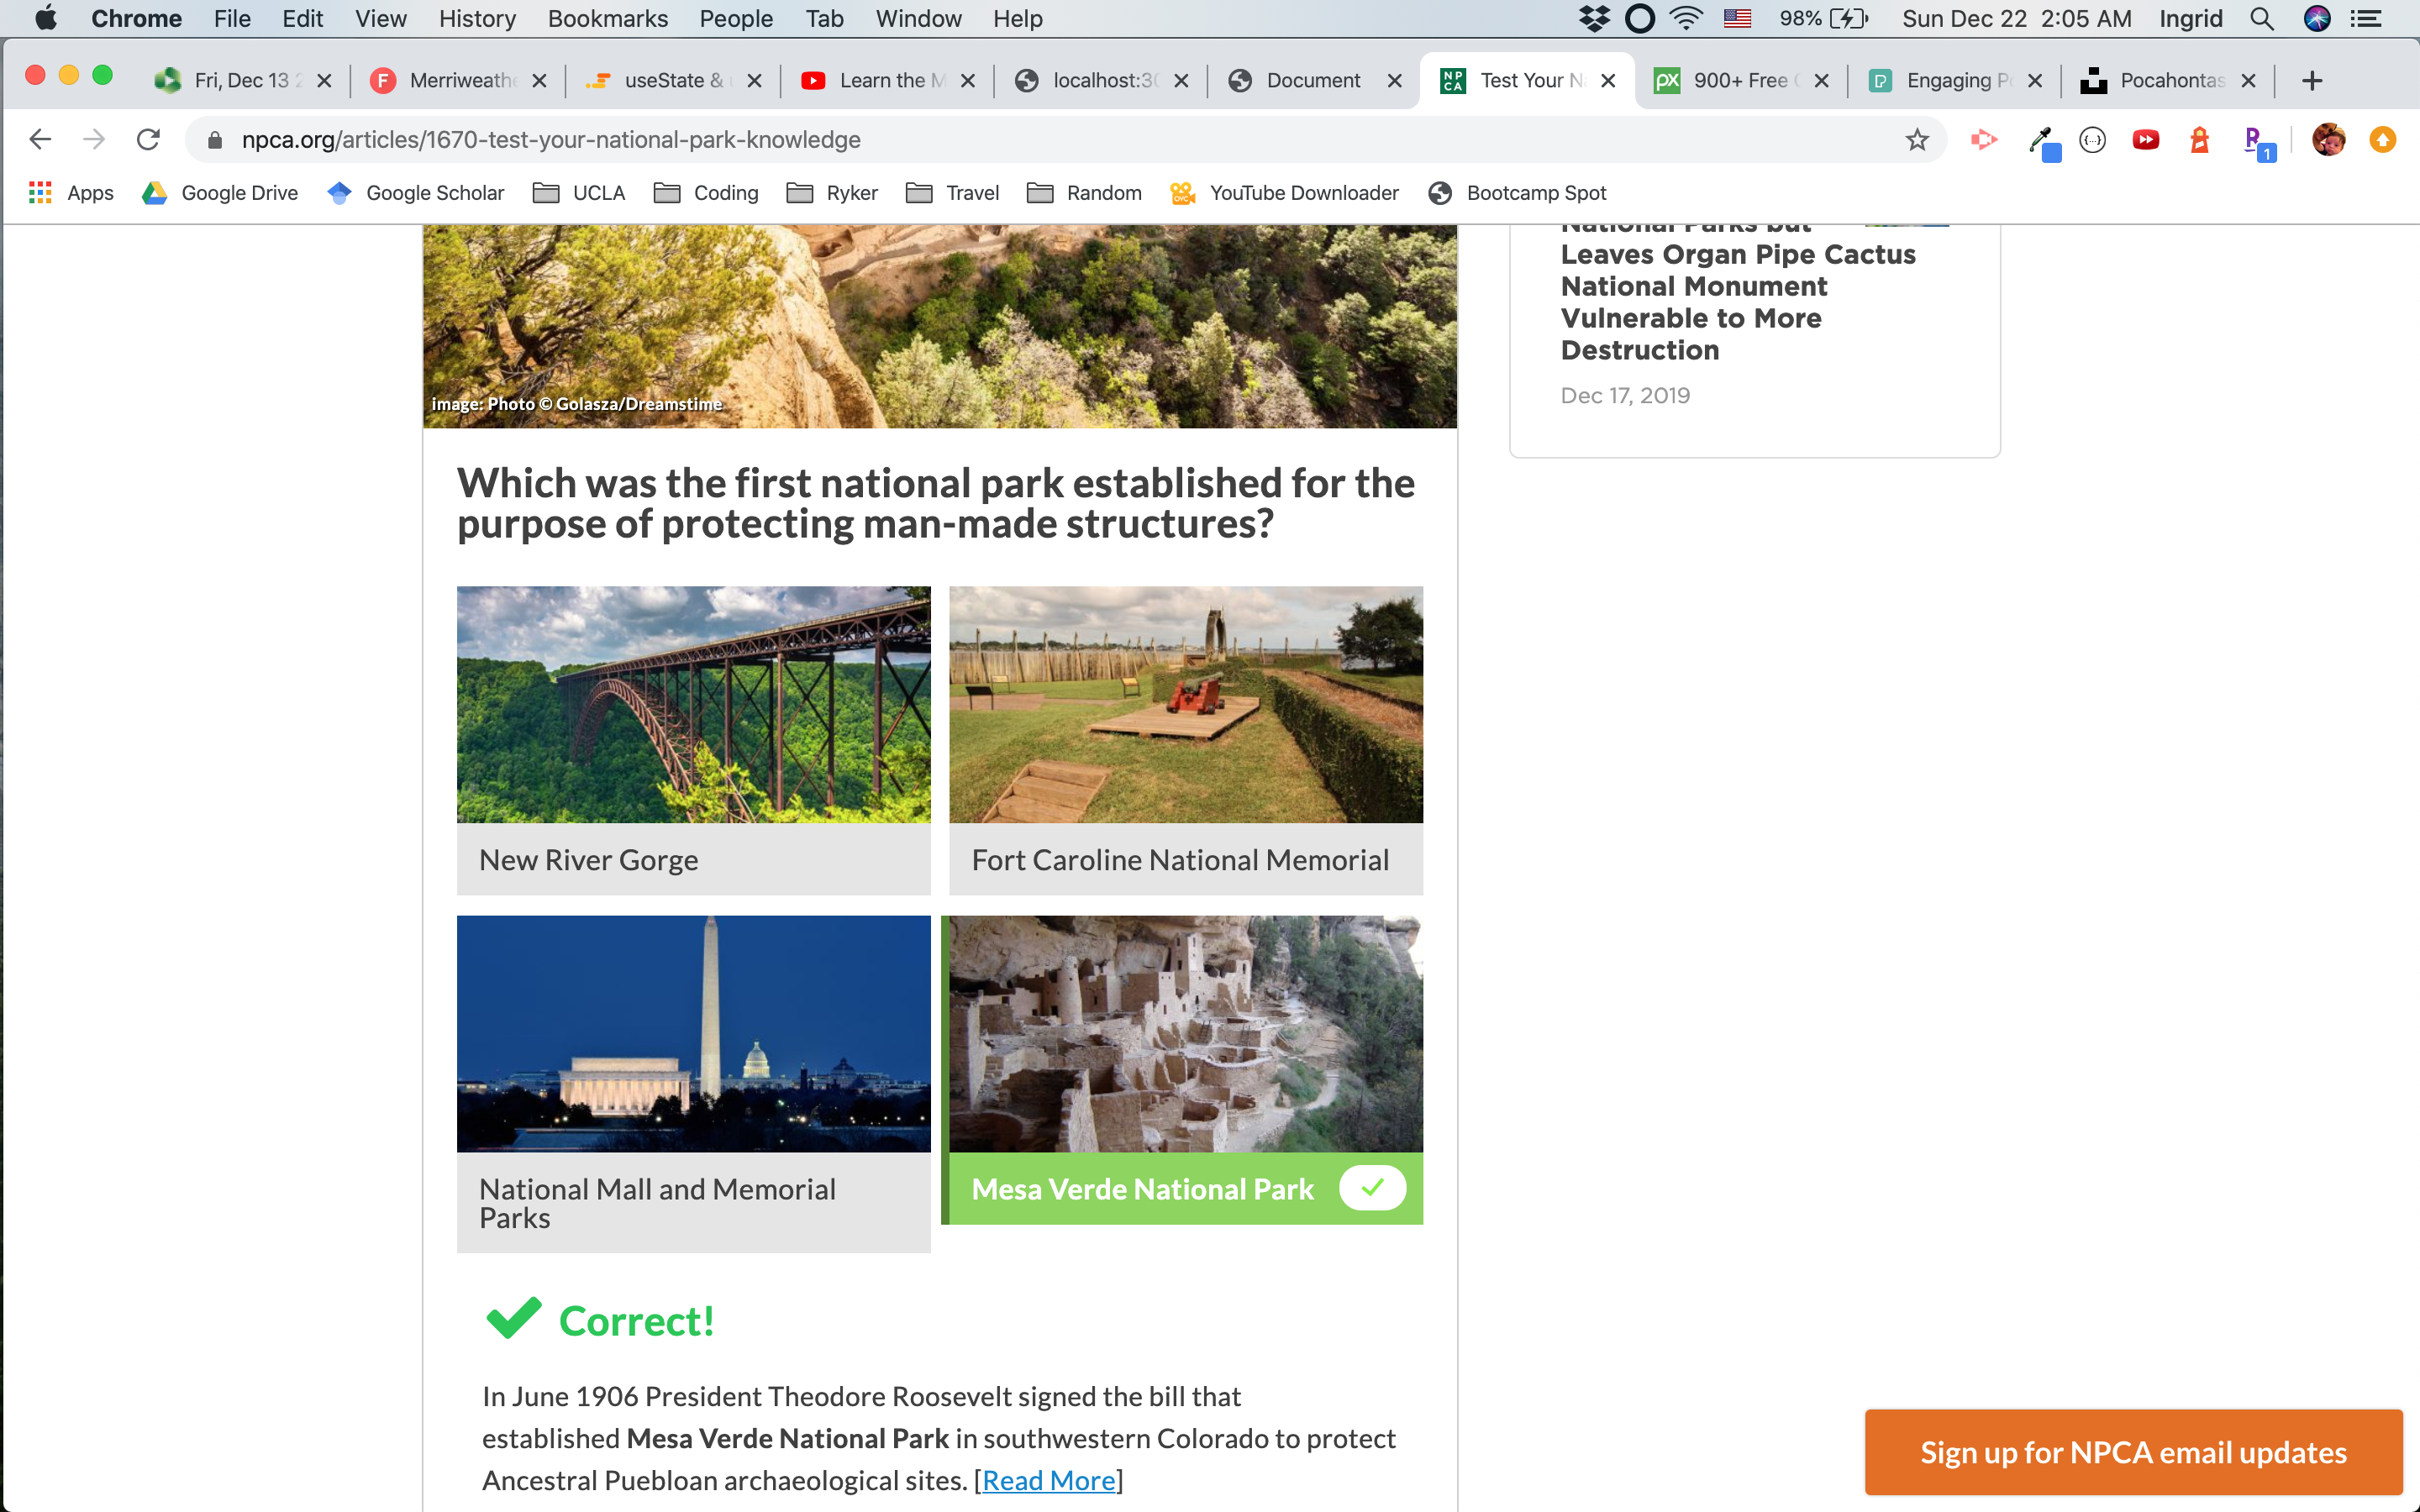 Chrome File Edit View History Bookmarks People Tab Window Help 98% Sun Dec 22 2:05 AM Ingrid
Fri, Dec 13 Merriweath useState & Learn the M localhost:3 Document Test Your N 900+ Free Engaging P Pocahontas
npca.org/articles/1670-test-your-national-park-knowledge 1
Apps Google Drive Google Scholar UCLA Coding Ryker Travel Random YouTube Downloader Bootcamp Spot
image: Photo © Golasza/Dreamstime
National Parks but
Leaves Organ Pipe Cactus
National Monument
Vulnerable to More
Destruction
Dec 17, 2019
Which was the first national park established for the
purpose of protecting man-made structures?
New River Gorge
Fort Caroline National Memorial
National Mall and Memorial
Parks
Mesa Verde National Park
Correct!
In June 1906 President Theodore Roosevelt signed the bill that
established Mesa Verde National Park in southwestern Colorado to protect
Ancestral Puebloan archaeological sites. [Read More]
Sign up for NPCA email updates